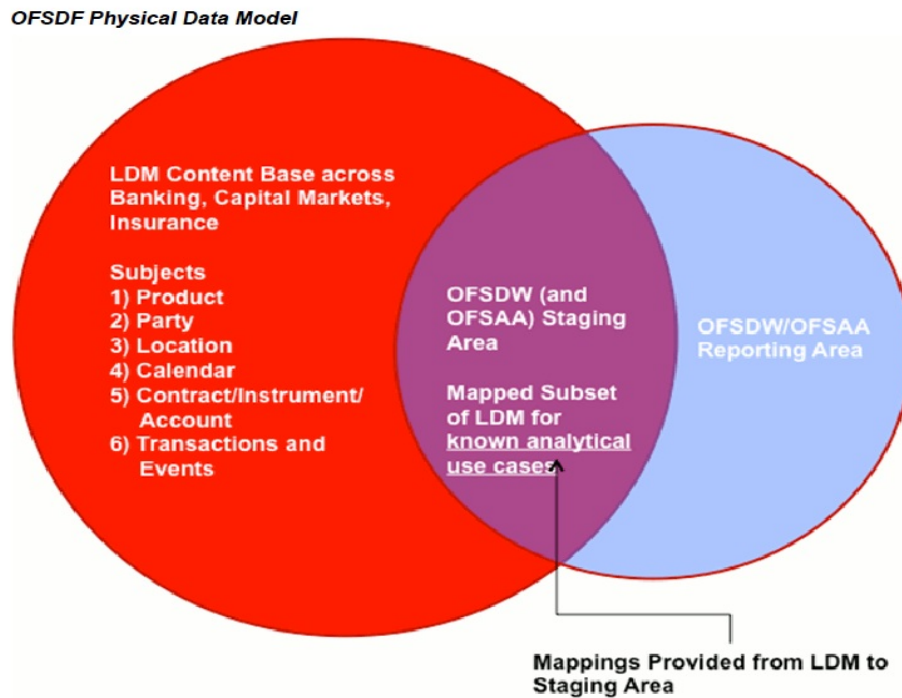 OFSDF Physical Data Model
LDM Content Base across
Banking, Capital Markets,
Insurance
Subjects
1) Product
2) Party
3) Location
4) Calendar
5) Contract/Instrument/
Account
6) Transactions and
Events
OFSDW (and
OFSAA) Staging
Area
Mapped Subset
of LDM for
known analytical
use cases
OFSDW/OFSAA
Reporting Area
Mappings Provided from LDM to
Staging Area